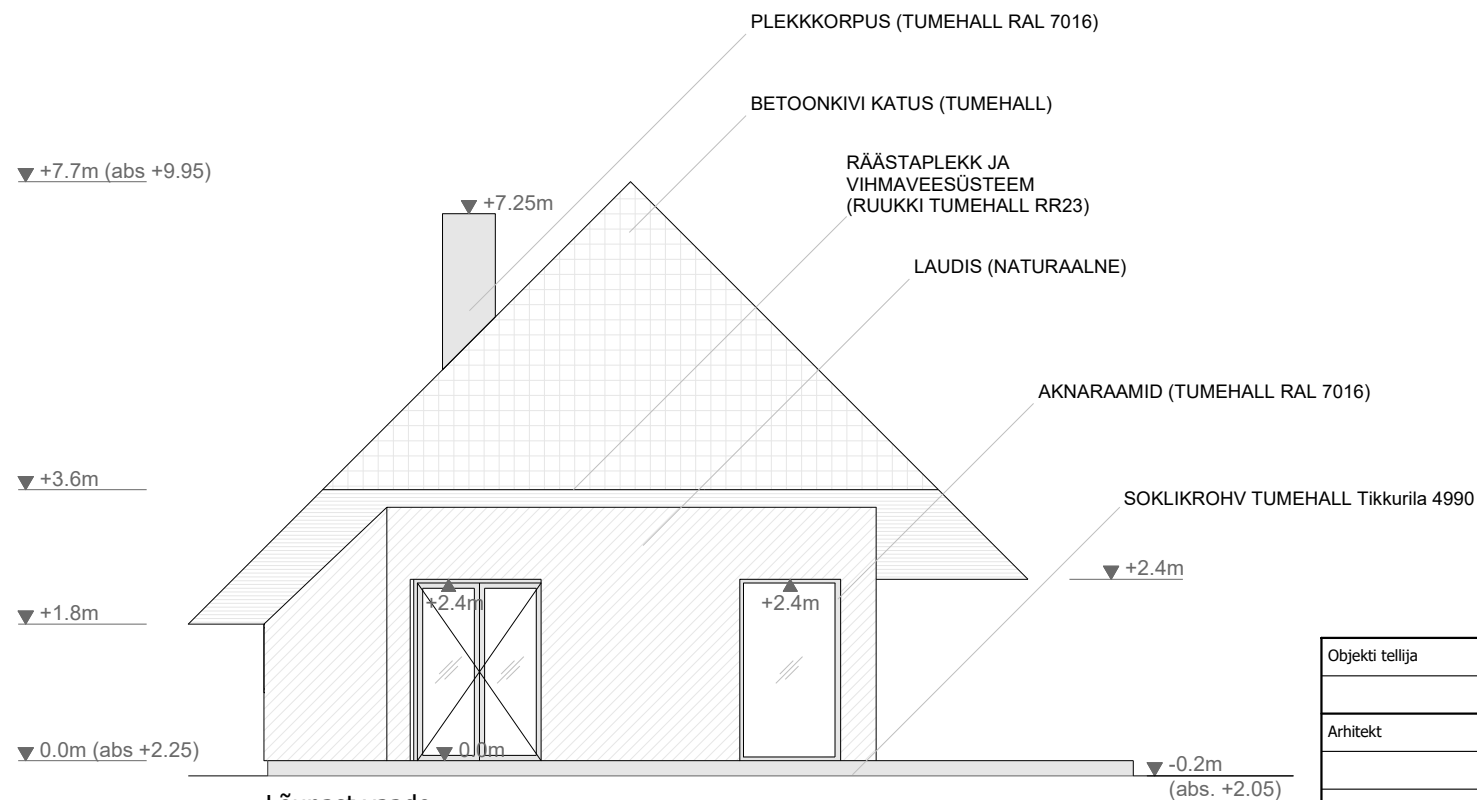 PLEKKKORPUS (TUMEHALL RAL 7016)
BETOONKIVI KATUS (TUMEHALL)
RÄÄSTAPLEKK JA
VIHMAVEESÜSTEEM
(RUUKKI TUMEHALL RR23)
+7.7m (abs +9.95)
+7.25m
LAUDIS (NATURAALNE)
AKNARAAMID (TUMEHALL RAL 7016)
+3.6m
SOKLIKROHV TUMEHALL Tikkurila 4990
+2.4m
+2.4m
+2.4m
+1.8m
Objekti tellija
Arhitekt
0.0m (abs +2.25)
0.0m
-0.2m
(abs. +2.05)